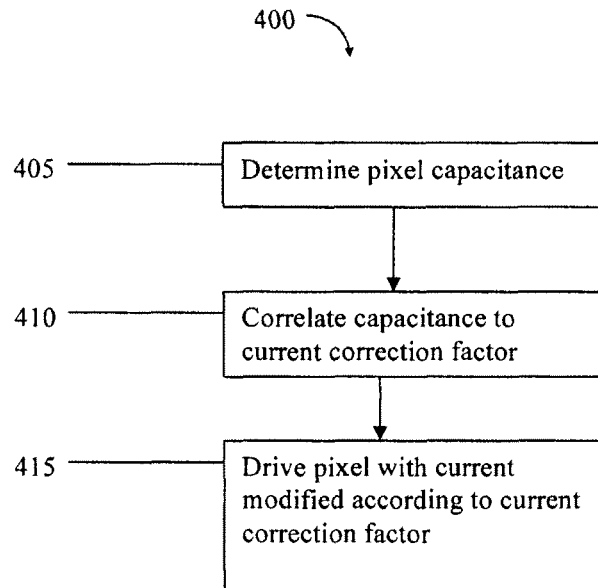 400
405
Determine pixel capacitance
410
Correlate capacitance to
current correction factor
415
Drive pixel with current
modified according to current
correction factor